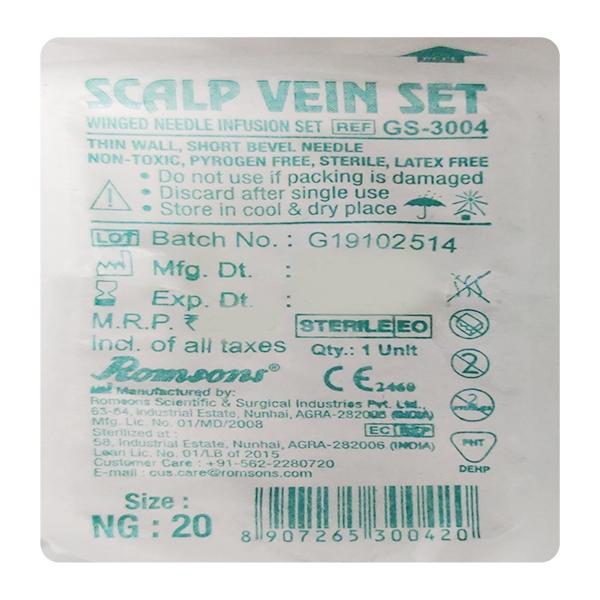 SCALP VEIN SET
WINGED NEEDLE INFUSION SET REF GS-3004
THIN WALL, SHORT BEVEL NEEDLE
NON-TOXIC, PYROGEN FREE, STERILE, LATEX FREE
• Do not use if packing is damaged
• Discard after single use
• Store in cool & dry place
LOT Batch No. : G19102514
Mfg. Dt. :
Exp. Dt. :
M.R.P. ₹
Incl. of all taxes
STERILE EO
Qty.: 1 Unit
Romsons®
CE 2460
Manufactured by:
Romsons Scientific & Surgical Industries Pvt. Ltd.,
63-64, Industrial Estate, Nunhai, AGRA-282006 (INDIA)
Mfg. Lic. No. 01/MD/2008
EC REP
Sterilized at :
58, Industrial Estate, Nunhai, AGRA-282006 (INDIA)
Loan Lic. No. 01/LB of 2015
Customer Care : +91-562-2280720
E-mail : cus.care@romsons.com
2
PHT
DEHP
Size :
NG : 20
8 907265 300420